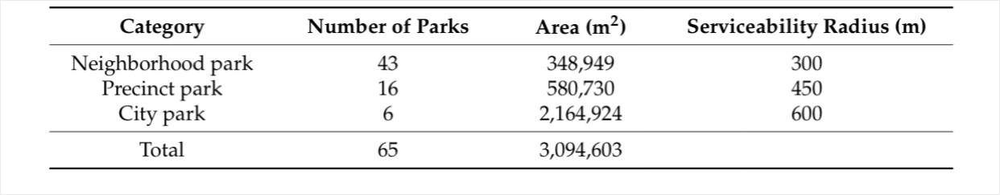 Category Number of Parks Area (m²) Serviceability Radius (m)
Neighborhood park 43 348,949 300
Precinct park 16 580,730 450
City park 6 2,164,924 600
Total 65 3,094,603